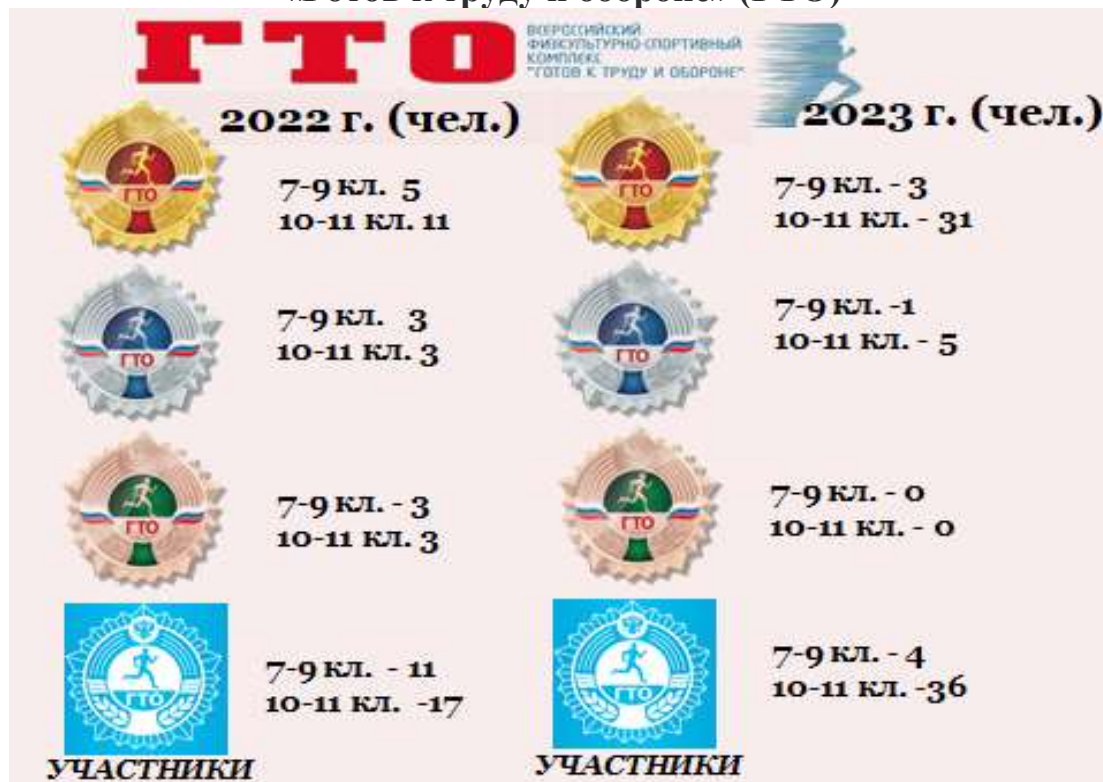 ГТО
ВСЕРОССИЙСКИЙ
ФИЗКУЛЬТУРНО-СПОРТИВНЫЙ
КОМПЛЕКС
"ГОТОВ К ТРУДУ И ОБОРОНЕ"
2022 г. (чел.)
2023 г. (чел.)
ГТО
7-9 кл. 5
10-11 кл. 11
ГТО
7-9 кл. - 3
10-11 кл. - 31
ГТО
7-9 кл. 3
10-11 кл. 3
ГТО
7-9 кл. -1
10-11 кл. - 5
ГТО
7-9 кл. - 3
10-11 кл. 3
ГТО
7-9 кл. - 0
10-11 кл. - 0
ГТО
7-9 кл. - 11
10-11 кл. -17
УЧАСТНИКИ
ГТО
7-9 кл. - 4
10-11 кл. -36
УЧАСТНИКИ